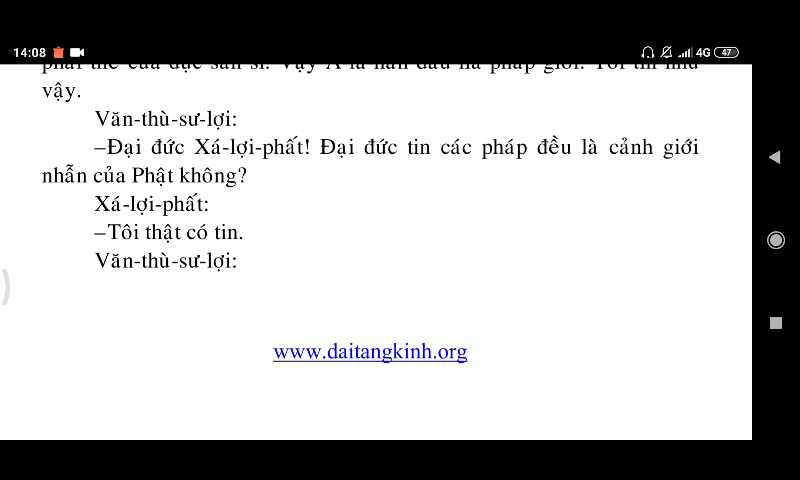 14:08
4G 47
vậy.
Văn-thù-sư-lợi:
–Đại đức Xá-lợi-phất! Đại đức tin các pháp đều là cảnh giới
nhẫn của Phật không?
Xá-lợi-phất:
–Tôi thật có tin.
Văn-thù-sư-lợi:
www.daitangkinh.org